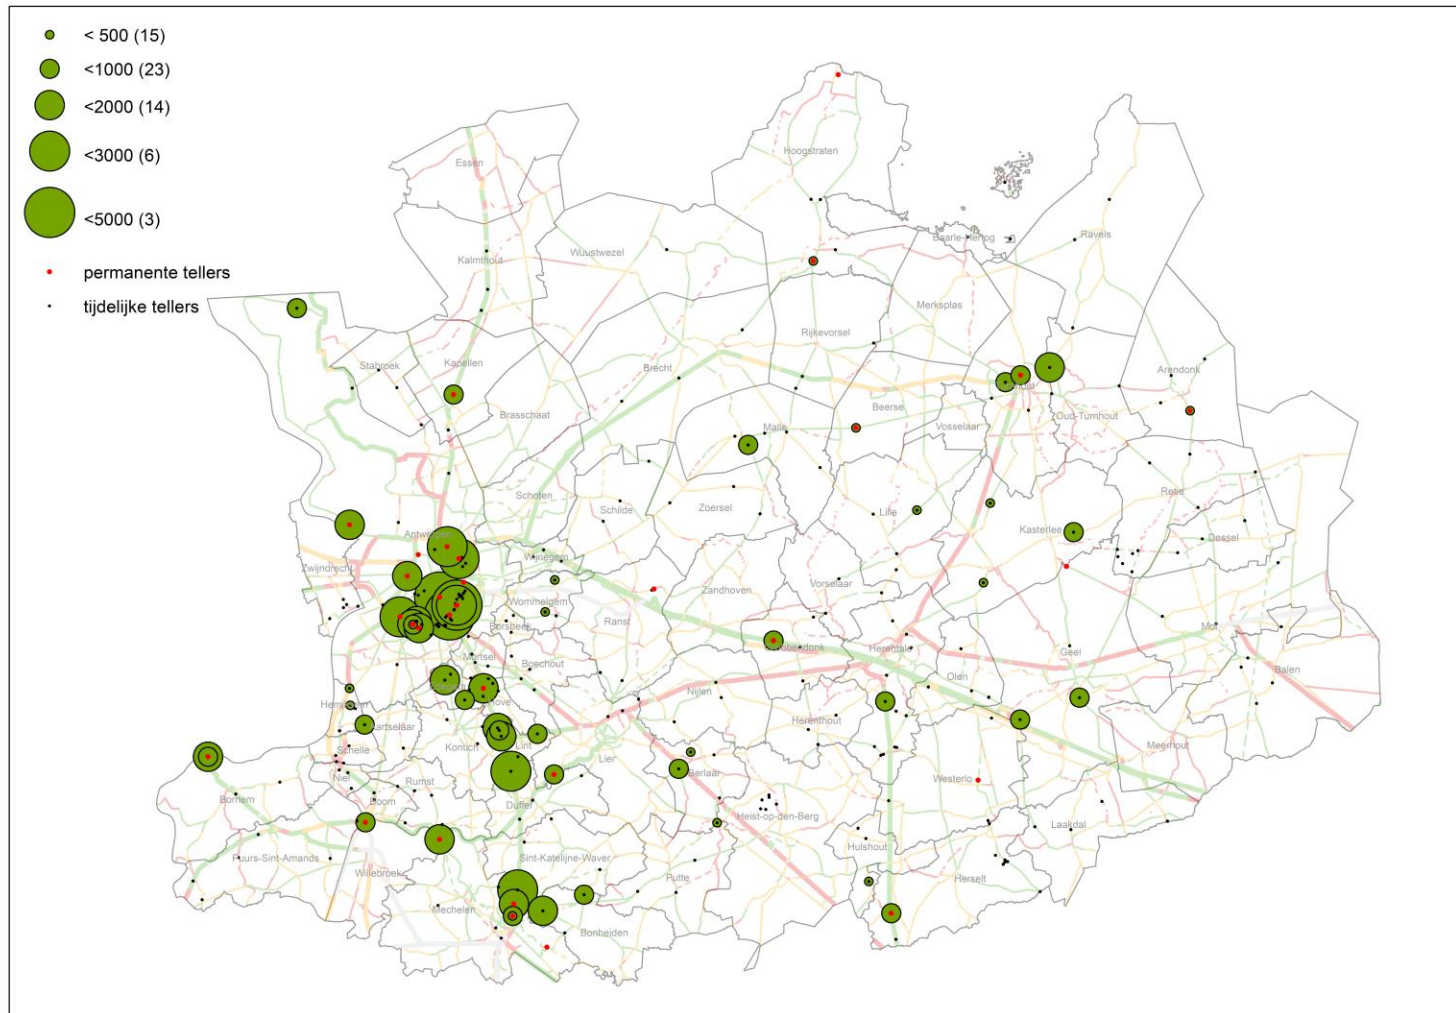 < 500 (15)
<1000 (23)
<2000 (14)
<3000 (6)
<5000 (3)
permanente tellers
tijdelijke tellers
Hoogstraten
Essen
Baarle-Hertog
Ravels
Wuustwezel
Kalmthout
Merksplas
Rijkevorsel
Stabroek
Kapellen
Brecht
Arendonk
Brasschaat
Beerse
Oud-Turnhout
Malle
Vosselaar
Retie
Schoten
Schilde
Zoersel
Lille
Kasterlee
Antwerpen
Dessel
Wijnegem
Zwijndrecht
Vorselaar
Zandhoven
Wommelgem
Ranst
Borsbeek
Mol
Herentals
Geel
Mortsel
Boechout
Balen
Olen
Nijlen
Hove
Herenthout
Kontich
Lint
Meerhout
Schelle
Lier
Berlaar
Niel
Rumst
Westerlo
Bornem
Boom
Duffel
Heist-op-den-Berg
Laakdal
Hulshout
Puurs-Sint-Amands
Sint-Katelijne-Waver
Willebroek
Putte
Herselt
Mechelen
Bonheiden